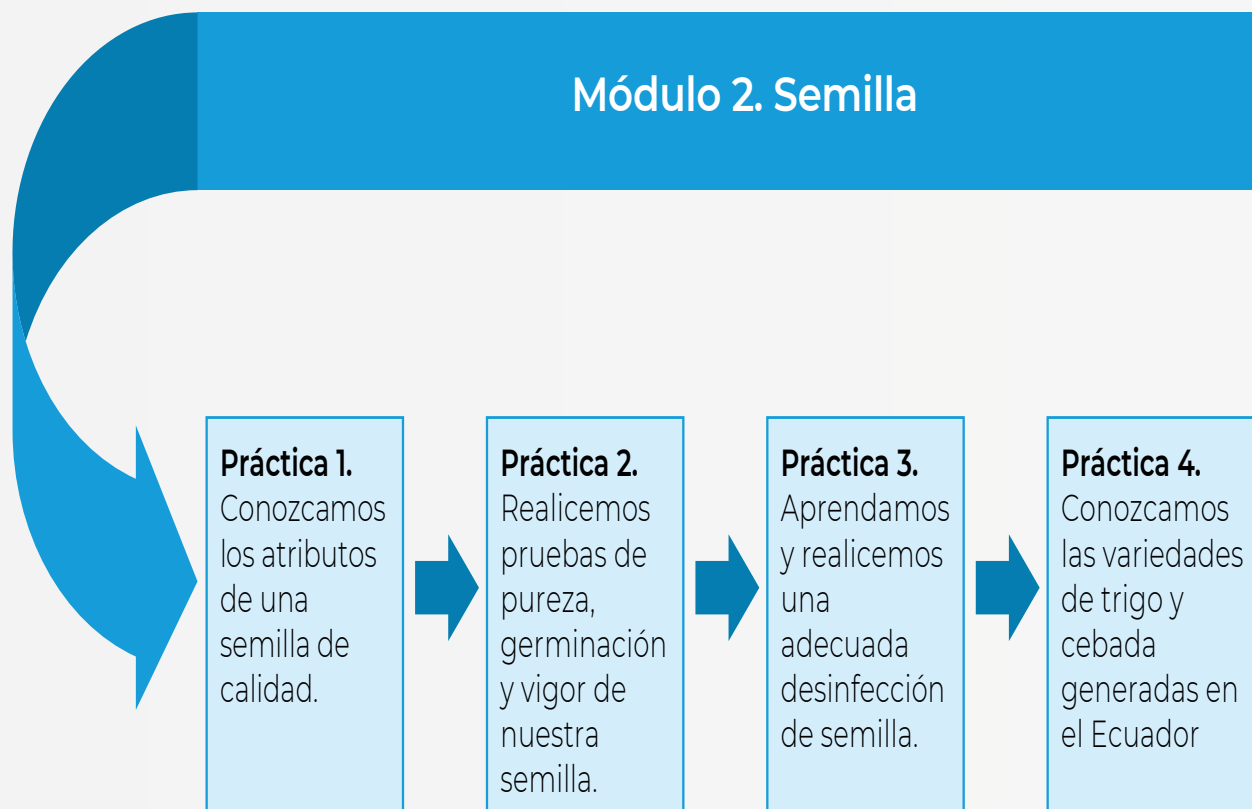 Módulo 2. Semilla
Práctica 1.
Conozcamos
los atributos
de una
semilla de
calidad.
Práctica 2.
Realicemos
pruebas de
pureza,
germinación
y vigor de
nuestra
semilla.
Práctica 3.
Aprendamos
y realicemos
una
adecuada
desinfección
de semilla.
Práctica 4.
Conozcamos
las variedades
de trigo y
cebada
generadas en
el Ecuador